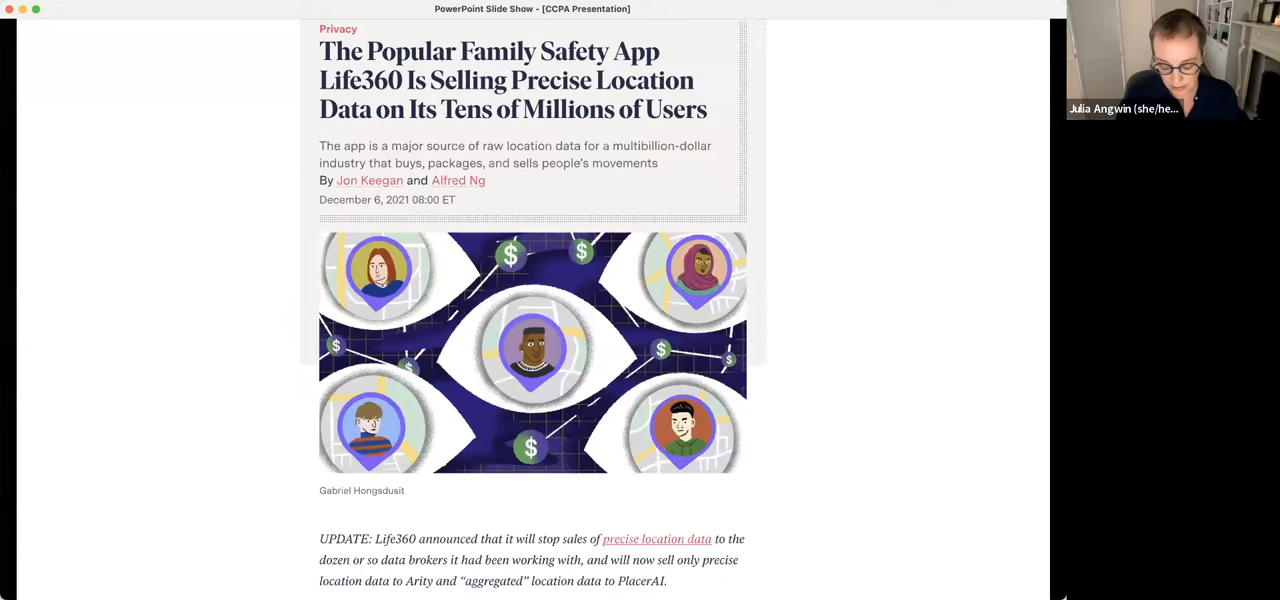 PowerPoint Slide Show - [CCPA Presentation]
Privacy
The Popular Family Safety App
Life360 Is Selling Precise Location
Data on Its Tens of Millions of Users
The app is a major source of raw location data for a multibillion-dollar
industry that buys, packages, and sells people's movements
By Jon Keegan and Alfred Ng
December 6, 2021 08:00 ET
$ $
$ $ $
$
$
Gabriel Hongsdusit
UPDATE: Life360 announced that it will stop sales of precise location data to the
dozen or so data brokers it had been working with, and will now sell only precise
location data to Arity and “aggregated” location data to PlacerAI.
Julia Angwin (she/he...